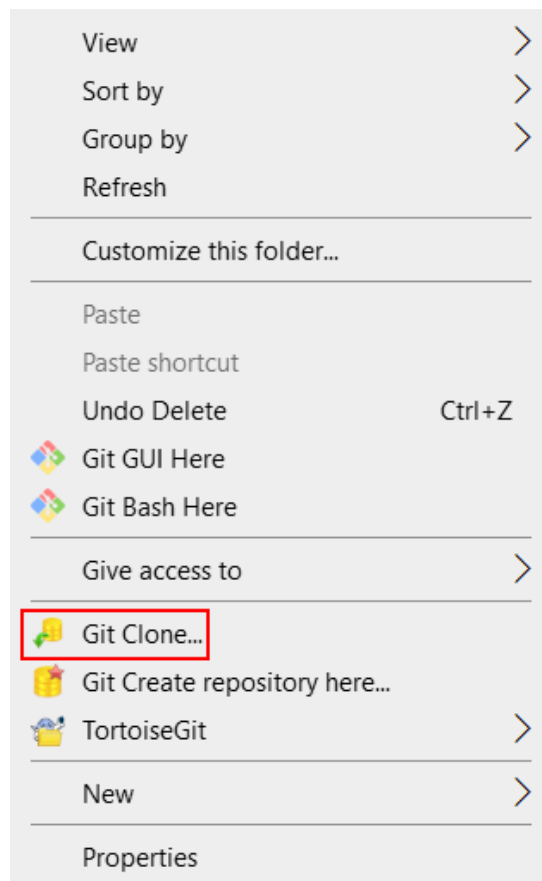 View
Sort by
Group by
Refresh
Customize this folder...
Paste
Paste shortcut
Undo Delete Ctrl+Z
Git GUI Here
Git Bash Here
Give access to
Git Clone...
Git Create repository here...
TortoiseGit
New
Properties